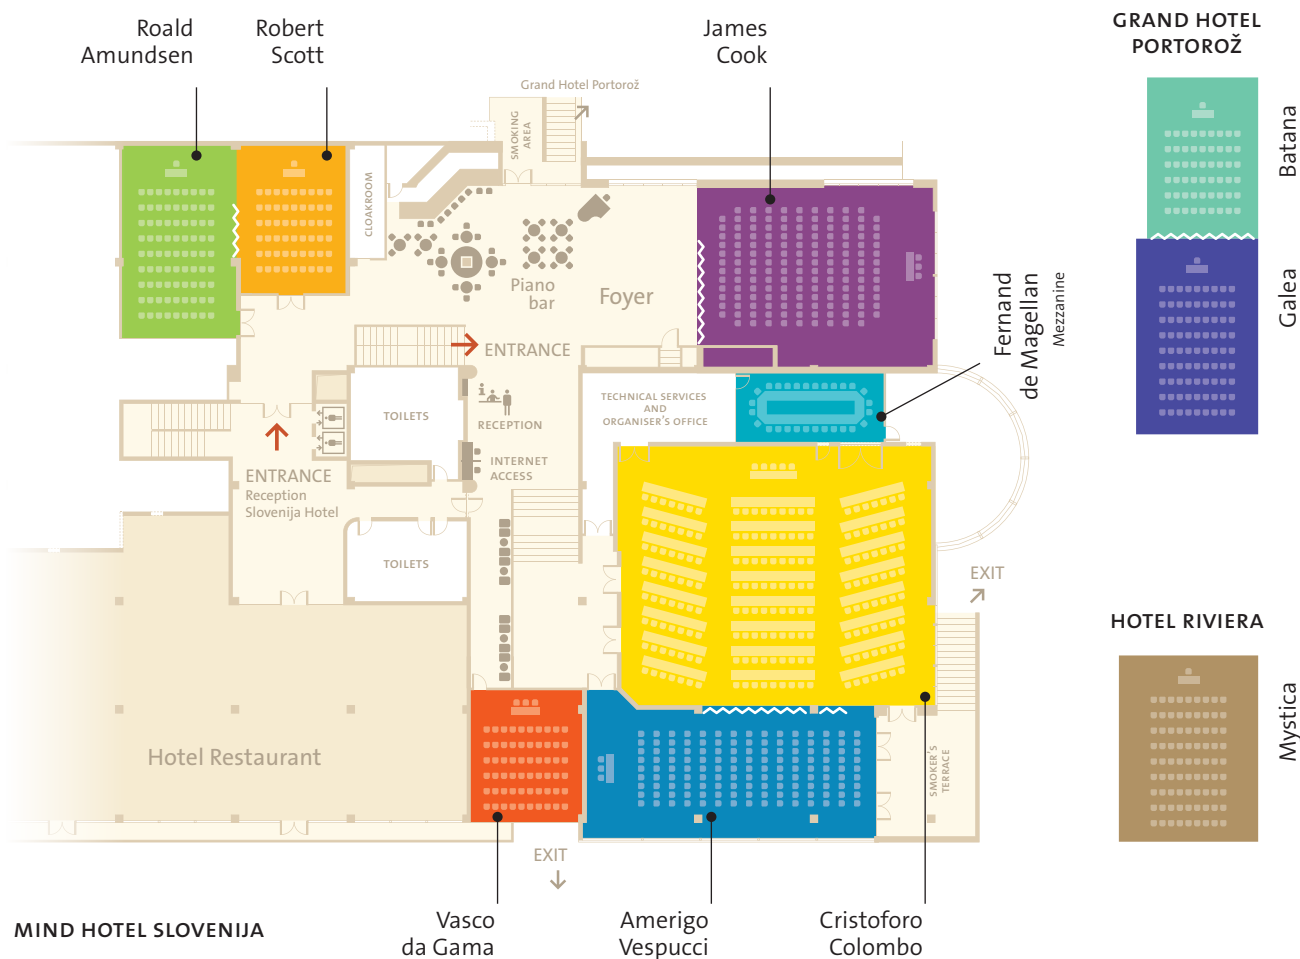 Roald
Amundsen
Robert
Scott
James
Cook
GRAND HOTEL
PORTOROŽ
Grand Hotel Portorož
SMOKING
AREA
CLOAKROOM
Batana
Galea
Piano
bar
Foyer
Fernand
de Magellan
Mezzanine
ENTRANCE
TOILETS
RECEPTION
TECHNICAL SERVICES
AND
ORGANISER'S OFFICE
INTERNET
ACCESS
ENTRANCE
Reception
Slovenija Hotel
TOILETS
EXIT
HOTEL RIVIERA
Mystica
Hotel Restaurant
SMOKER'S
TERRACE
EXIT
MIND HOTEL SLOVENIJA
Vasco
da Gama
Amerigo
Vespucci
Cristoforo
Colombo